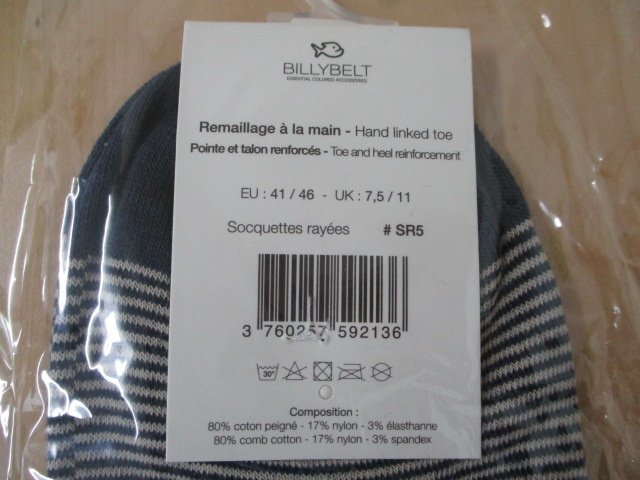 BILLYBELT
ESSENTIAL COLORED ACCESSORIES
Remaillage à la main - Hand linked toe
Pointe et talon renforcés - Toe and heel reinforcement
EU : 41 / 46 - UK : 7,5 / 11
Socquettes rayées # SR5
3 760257 592136
30°
Composition :
80% coton peigné - 17% nylon - 3% élasthanne
80% comb cotton - 17% nylon - 3% spandex